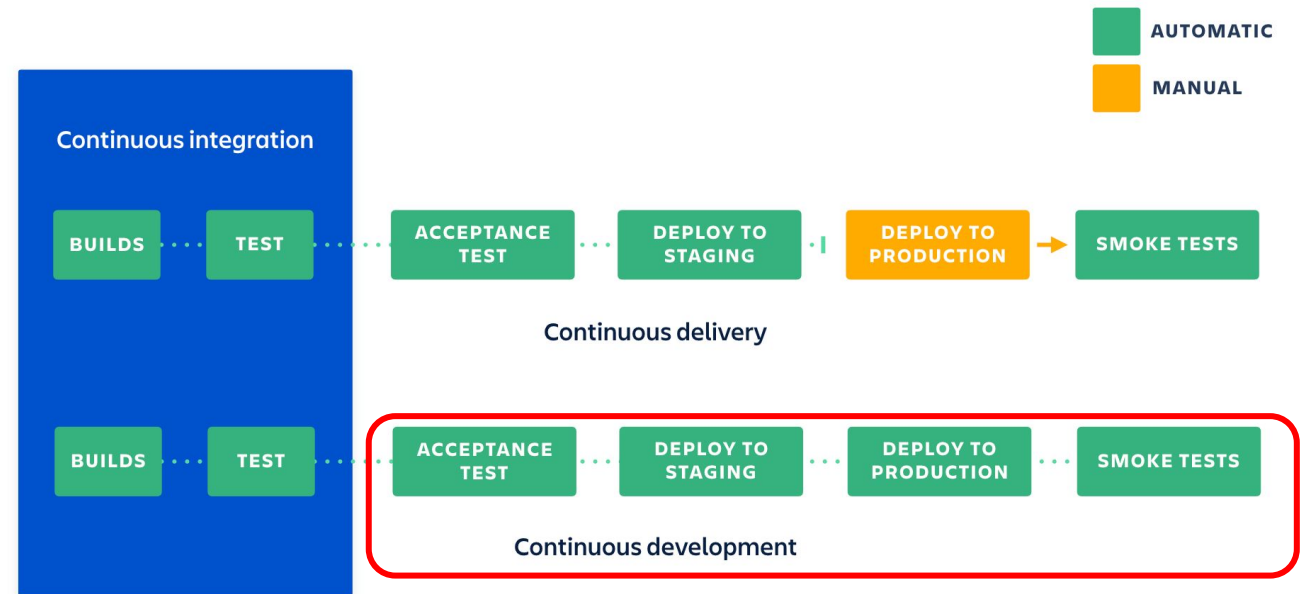 AUTOMATIC
MANUAL
Continuous integration
BUILDS
TEST
ACCEPTANCE
TEST
DEPLOY TO
STAGING
DEPLOY TO
PRODUCTION
SMOKE TESTS
Continuous delivery
BUILDS
TEST
ACCEPTANCE
TEST
DEPLOY TO
STAGING
DEPLOY TO
PRODUCTION
SMOKE TESTS
Continuous development